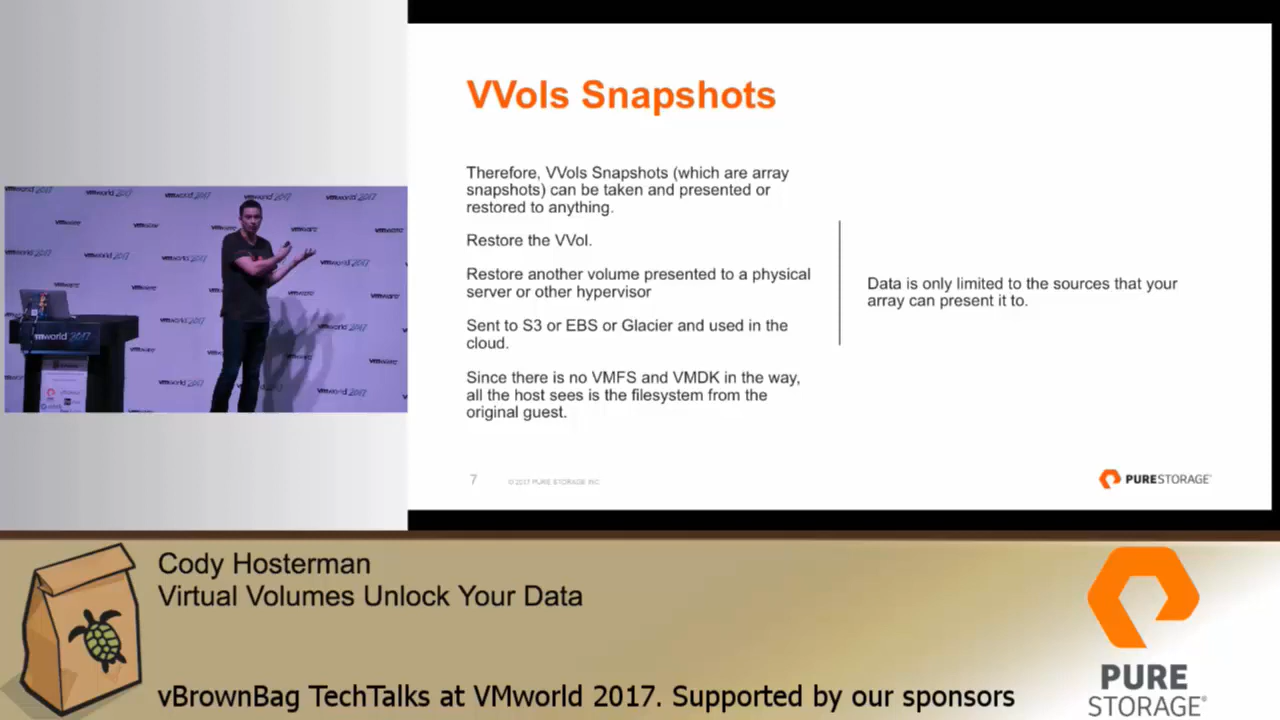 VVols Snapshots
Therefore, VVols Snapshots (which are array
snapshots) can be taken and presented or
restored to anything.
Restore the VVol.
Restore another volume presented to a physical
server or other hypervisor
Sent to S3 or EBS or Glacier and used in the
cloud.
Since there is no VMFS and VMDK in the way,
all the host sees is the filesystem from the
original guest.
Data is only limited to the sources that your
array can present it to.
7
© 2017 PURE STORAGE INC.
PURESTORAGE
vmworld 2017
mworld 2017
Cody Hosterman
Virtual Volumes Unlock Your Data
vBrownBag TechTalks at VMworld 2017. Supported by our sponsors
PURE
STORAGE®